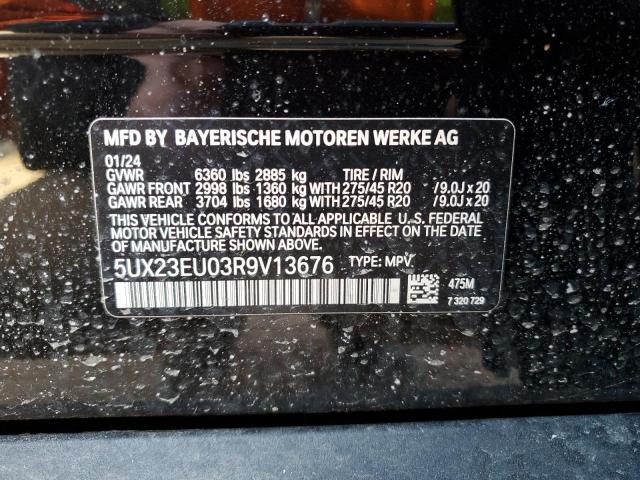 MFD BY BAYERISCHE MOTOREN WERKE AG
01/24
GVWR 6360 lbs 2885 kg TIRE / RIM
GAWR FRONT 2998 lbs 1360 kg WITH 275/45 R20 / 9.0J x 20
GAWR REAR 3704 lbs 1680 kg WITH 275/45 R20 / 9.0J x 20
THIS VEHICLE CONFORMS TO ALL APPLICABLE U. S. FEDERAL
MOTOR VEHICLE SAFETY STANDARDS IN EFFECT ON THE
DATE OF MANUFACTURE SHOWN ABOVE.
5UX23EU03R9V13676 TYPE: MPV
475M
7 320 729